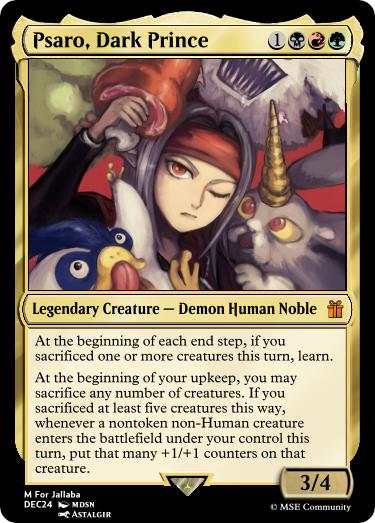 Psaro, Dark Prince 1
Legendary Creature — Demon Human Noble
At the beginning of each end step, if you
sacrificed one or more creatures this turn, learn.
At the beginning of your upkeep, you may
sacrifice any number of creatures. If you
sacrificed at least five creatures this way,
whenever a nontoken non-Human creature
enters the battlefield under your control this
turn, put that many +1/+1 counters on that
creature.
3/4
M For Jallaba
DEC24 MDSN © MSE Community
Astalgir